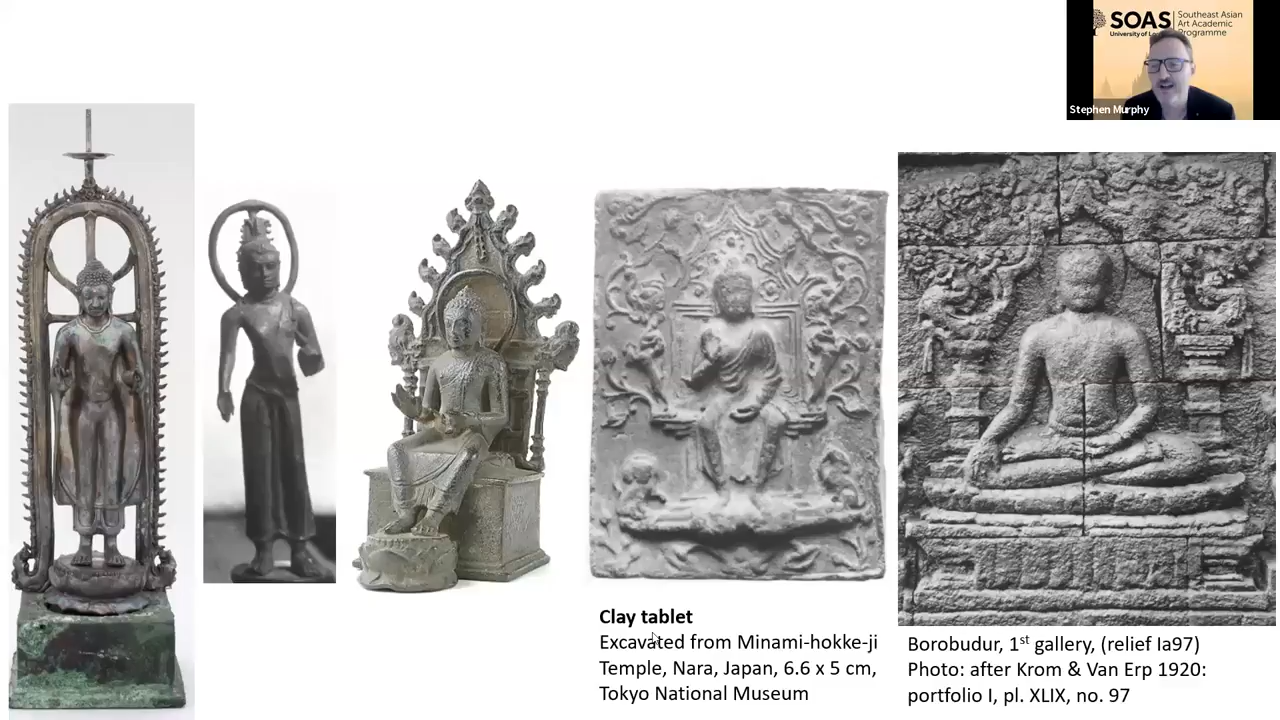 SOAS
University of Lo
Southeast Asian
Art Academic
Programme
Stephen Murphy
Clay tablet
Excavated from Minami-hokke-ji
Temple, Nara, Japan, 6.6 x 5 cm,
Tokyo National Museum
Borobudur, 1st gallery, (relief Ia97)
Photo: after Krom & Van Erp 1920:
portfolio I, pl. XLIX, no. 97